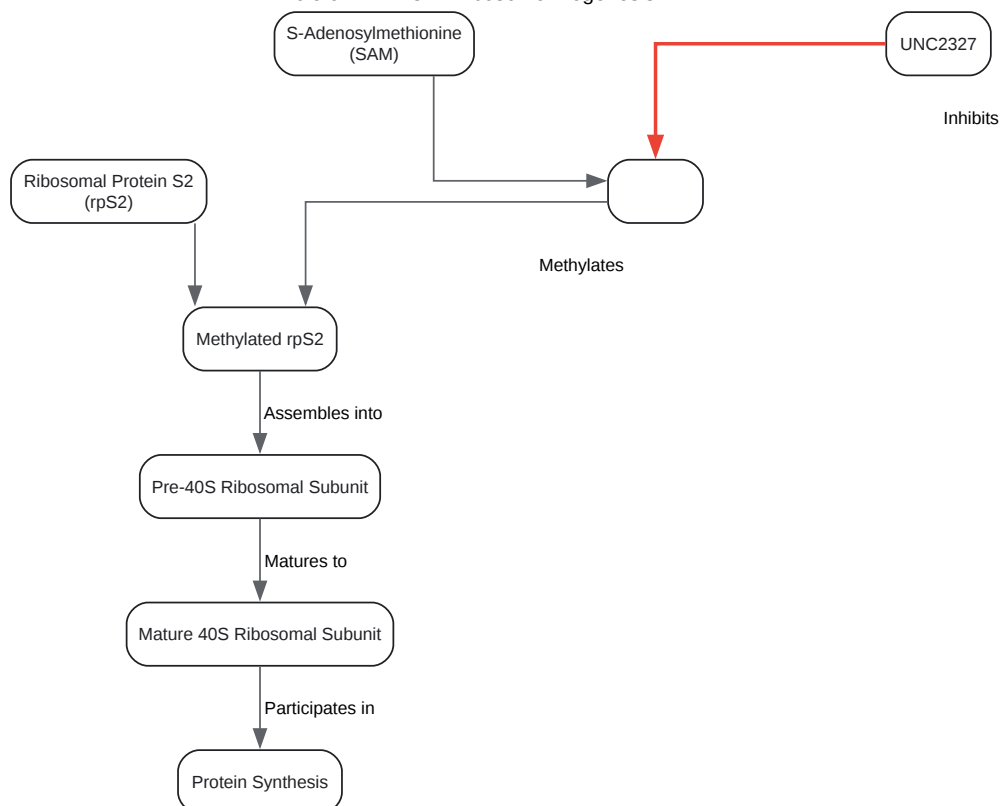 S-Adenosylmethionine
(SAM)
UNC2327
Inhibits
Ribosomal Protein S2
(rpS2)
Methylates
Methylated rpS2
Assembles into
Pre-40S Ribosomal Subunit
Matures to
Mature 40S Ribosomal Subunit
Participates in
Protein Synthesis